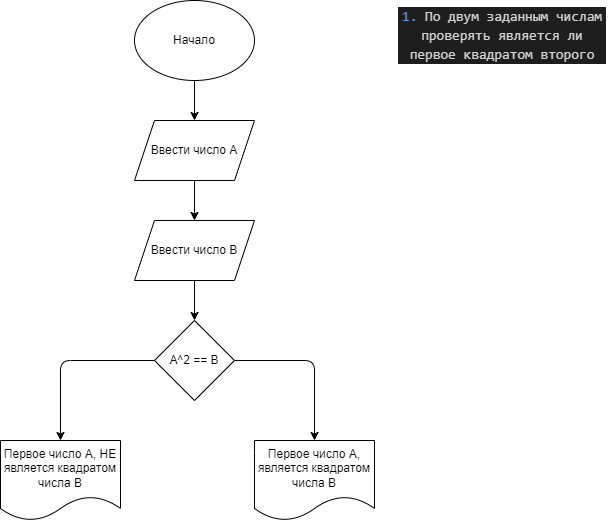 Начало
1. По двум заданным числам
проверять является ли
первое квадратом второго
Ввести число A
Ввести число B
A^2 == B
Первое число A, НЕ
является квадратом
числа B
Первое число A,
является квадратом
числа B